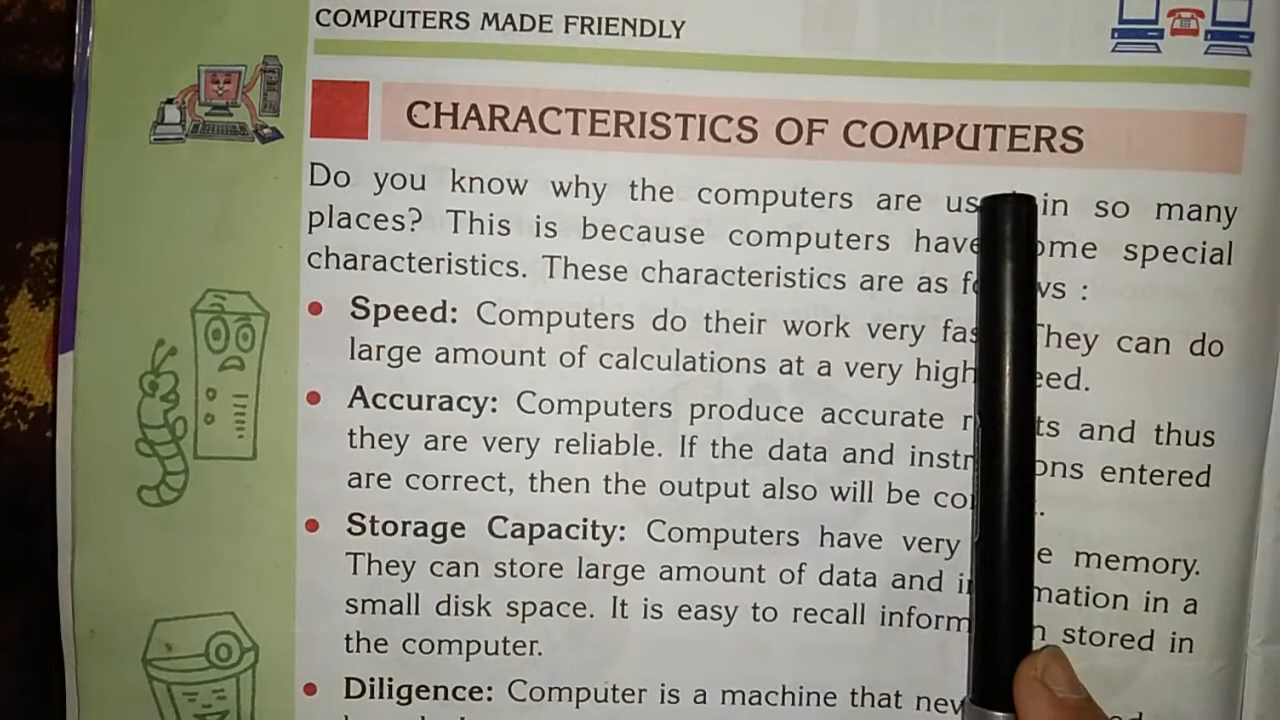 COMPUTERS MADE FRIENDLY
CHARACTERISTICS OF COMPUTERS
Do you know why the computers are in so many
places? This is because computers have special
characteristics. These characteristics are as :
Speed: Computers do their work very They can do
large amount of calculations at a very high
Accuracy: Computers produce accurate and thus
they are very reliable. If the data and entered
are correct, then the output also will be
Storage Capacity: Computers have very memory.
They can store large amount of data and in a
small disk space. It is easy to recall stored in
the computer.
Diligence: Computer is a machine that